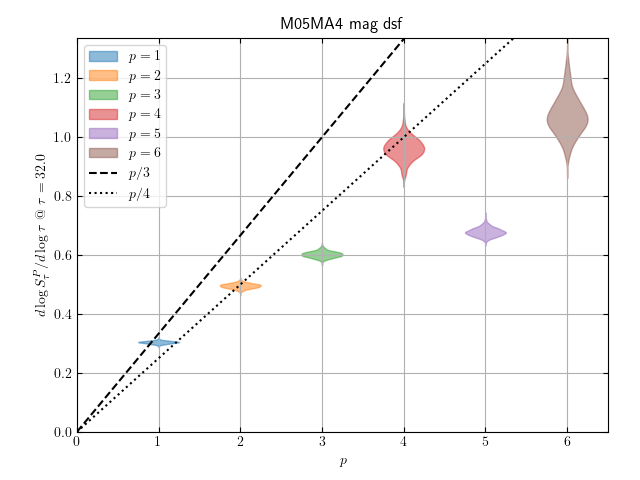 M05MA4 mag dsf
p = 1
p = 2
p = 3
p = 4
p = 5
p = 6
p/3
p/4
d log S_τ^P / d log τ @ τ = 32.0
1.2
1.0
0.8
0.6
0.4
0.2
0.0
0 1 2 3 4 5 6
p